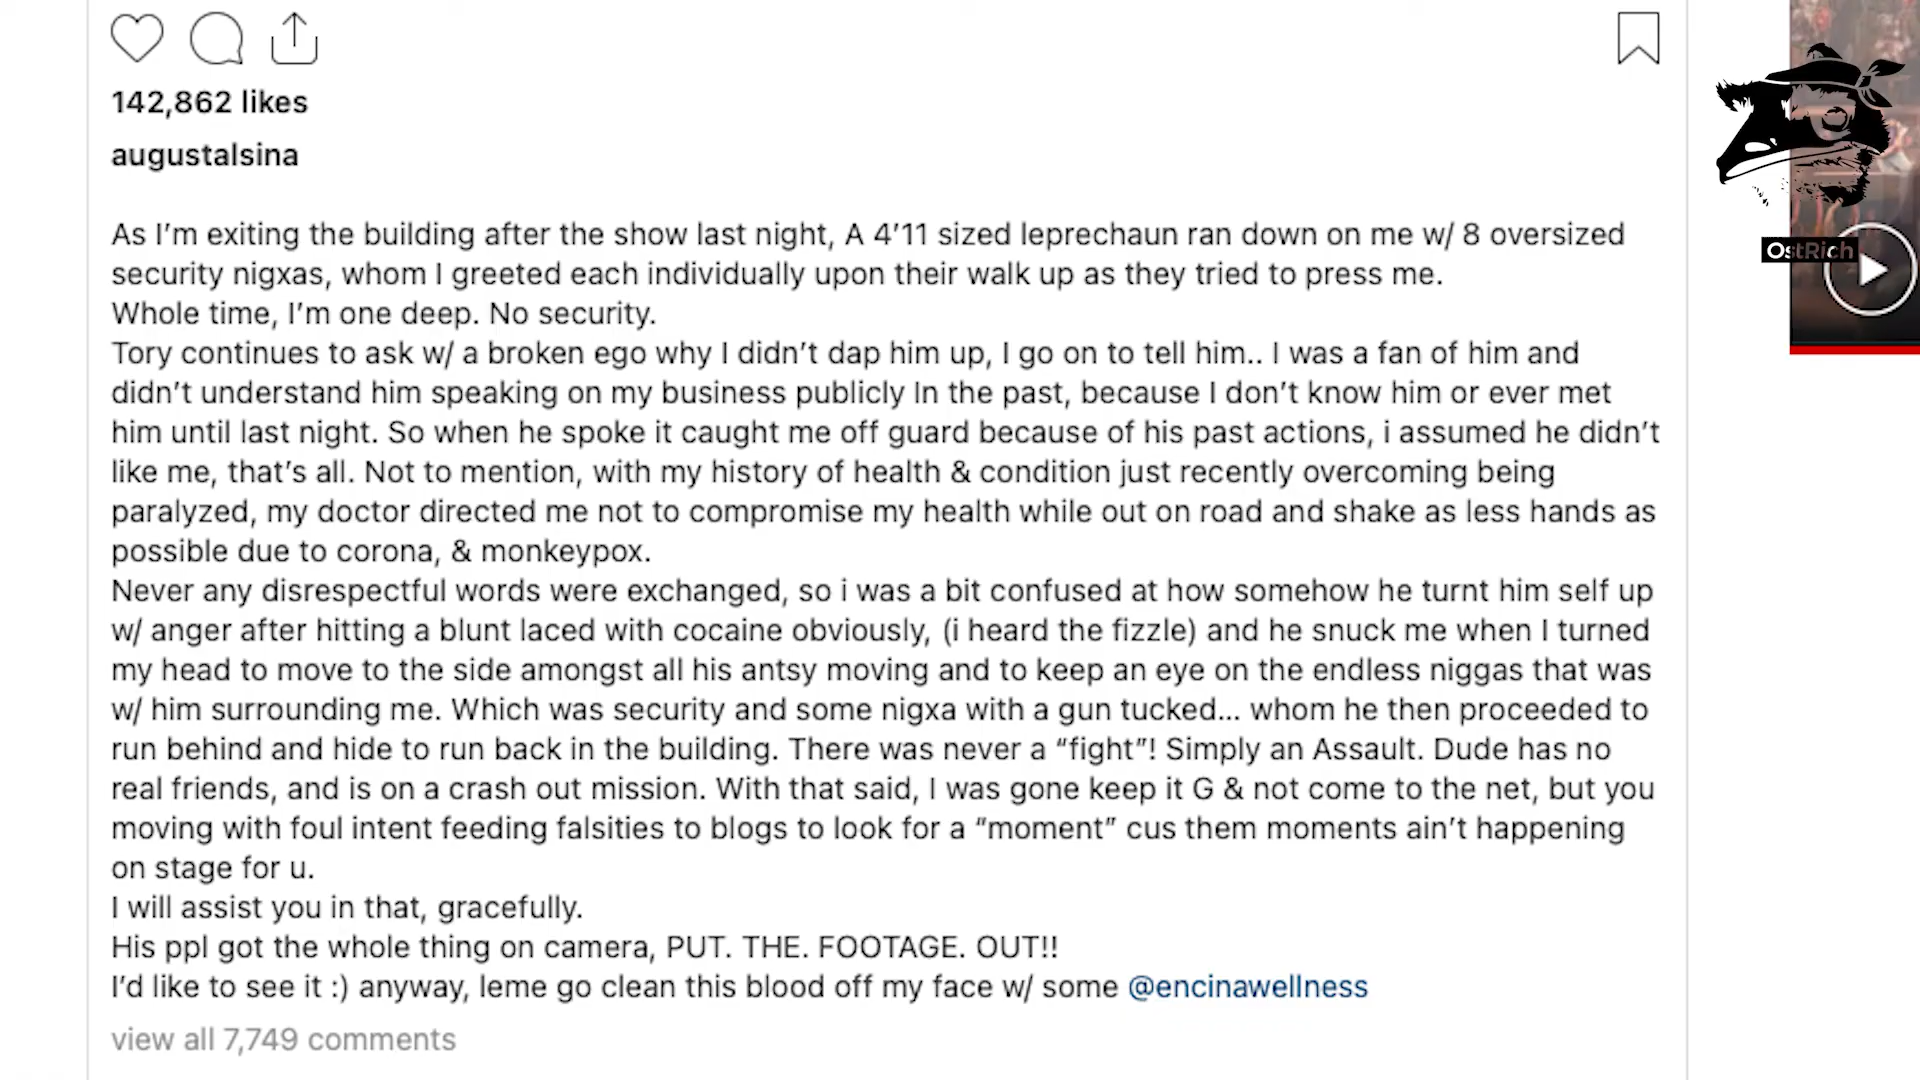 142,862 likes
augustalsina
As I’m exiting the building after the show last night, A 4’11 sized leprechaun ran down on me w/ 8 oversized
security nigxas, whom I greeted each individually upon their walk up as they tried to press me.
Whole time, I’m one deep. No security.
Tory continues to ask w/ a broken ego why I didn’t dap him up, I go on to tell him.. I was a fan of him and
didn’t understand him speaking on my business publicly In the past, because I don’t know him or ever met
him until last night. So when he spoke it caught me off guard because of his past actions, i assumed he didn’t
like me, that’s all. Not to mention, with my history of health & condition just recently overcoming being
paralyzed, my doctor directed me not to compromise my health while out on road and shake as less hands as
possible due to corona, & monkeypox.
Never any disrespectful words were exchanged, so i was a bit confused at how somehow he turnt him self up
w/ anger after hitting a blunt laced with cocaine obviously, (i heard the fizzle) and he snuck me when I turned
my head to move to the side amongst all his antsy moving and to keep an eye on the endless niggas that was
w/ him surrounding me. Which was security and some nigxa with a gun tucked... whom he then proceeded to
run behind and hide to run back in the building. There was never a “fight”! Simply an Assault. Dude has no
real friends, and is on a crash out mission. With that said, I was gone keep it G & not come to the net, but you
moving with foul intent feeding falsities to blogs to look for a “moment” cus them moments ain’t happening
on stage for u.
I will assist you in that, gracefully.
His ppl got the whole thing on camera, PUT. THE. FOOTAGE. OUT!!
I’d like to see it :) anyway, leme go clean this blood off my face w/ some @encinawellness
view all 7,749 comments
OstRich